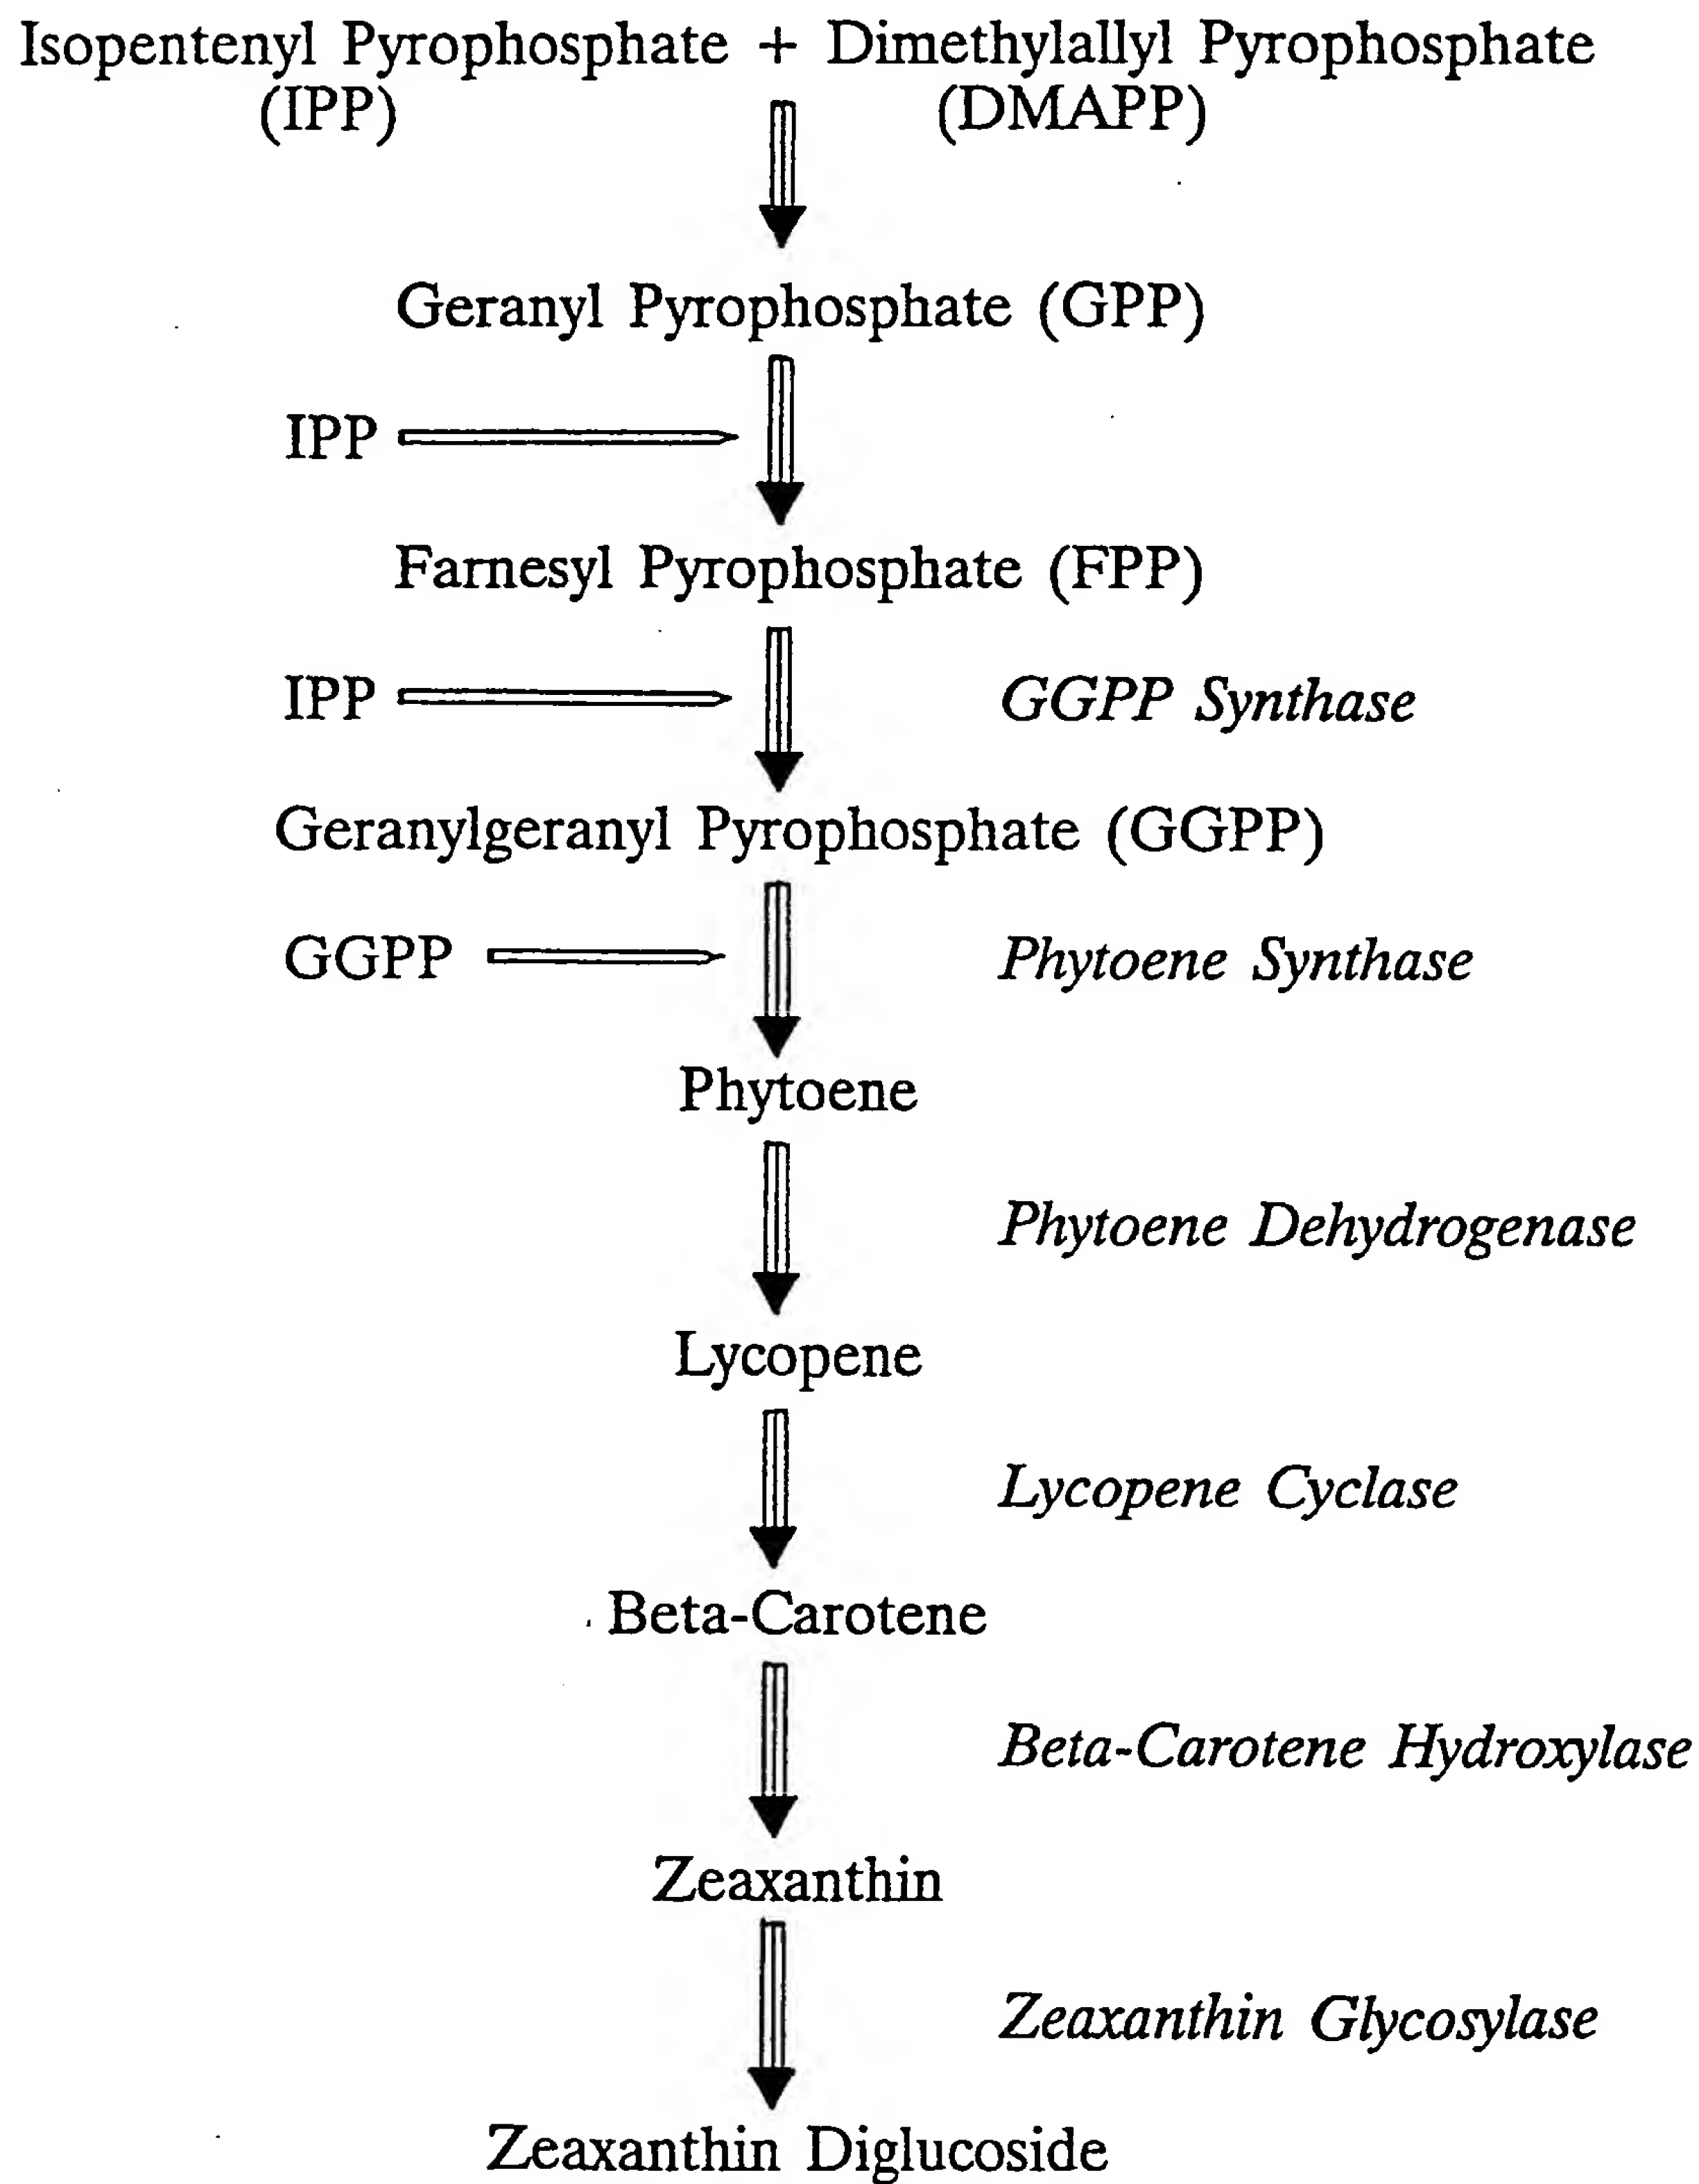 Isopentenyl Pyrophosphate + Dimethylallyl Pyrophosphate
(IPP) (DMAPP)
Geranyl Pyrophosphate (GPP)
IPP
Farnesyl Pyrophosphate (FPP)
IPP GGPP Synthase
Geranylgeranyl Pyrophosphate (GGPP)
GGPP Phytoene Synthase
Phytoene
Phytoene Dehydrogenase
Lycopene
Lycopene Cyclase
Beta-Carotene
Beta-Carotene Hydroxylase
Zeaxanthin
Zeaxanthin Glycosylase
Zeaxanthin Diglucoside